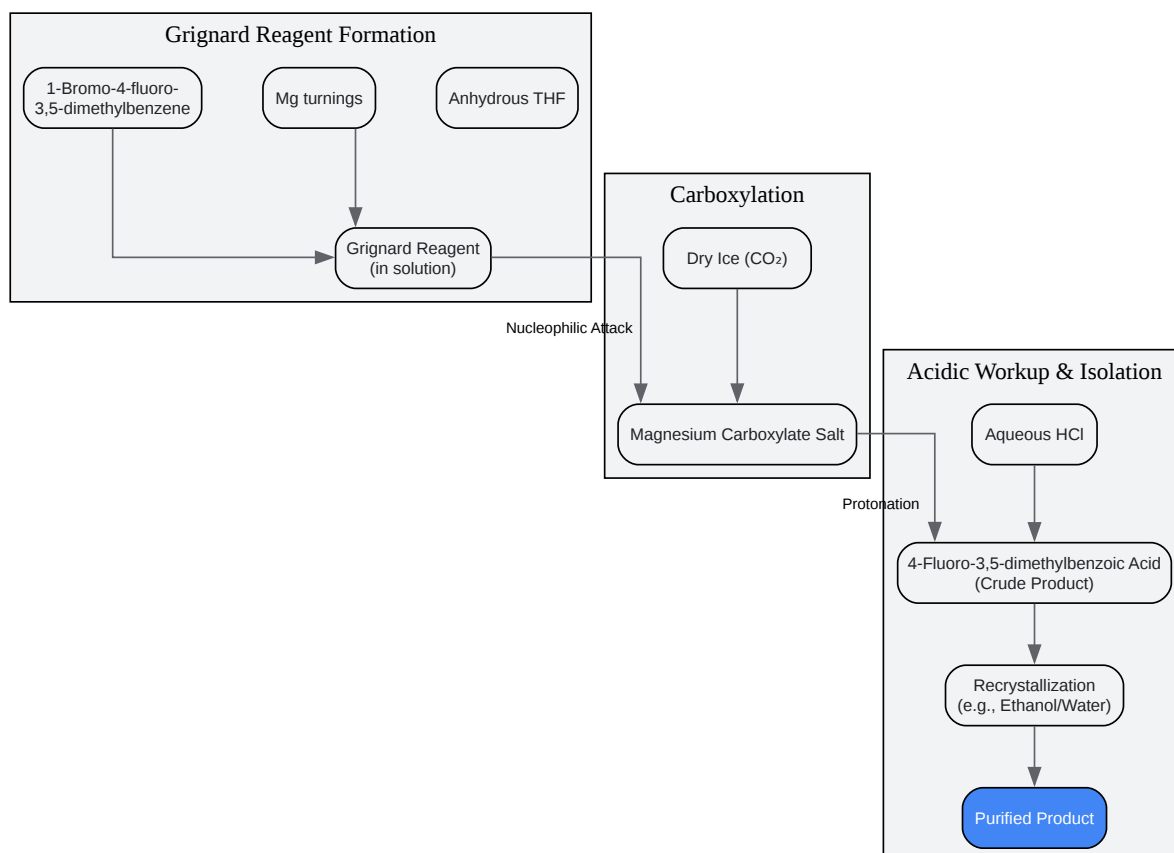 Grignard Reagent Formation
1-Bromo-4-fluoro-
3,5-dimethylbenzene
Mg turnings
Anhydrous THF
Grignard Reagent
(in solution)
Nucleophilic Attack
Carboxylation
Dry Ice (CO₂)
Magnesium Carboxylate Salt
Protonation
Acidic Workup & Isolation
Aqueous HCl
4-Fluoro-3,5-dimethylbenzoic Acid
(Crude Product)
Recrystallization
(e.g., Ethanol/Water)
Purified Product